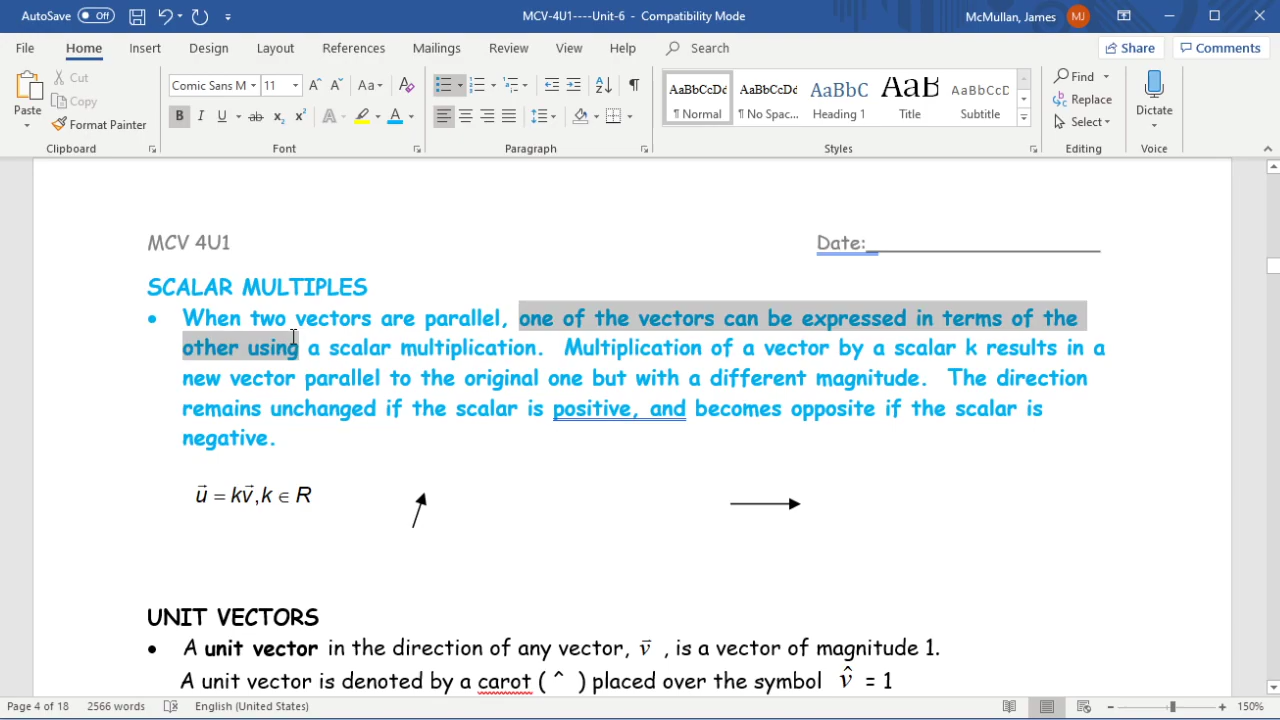 AutoSave Off MCV-4U1----Unit-6 - Compatibility Mode McMullan, James MJ
File Home Insert Design Layout References Mailings Review View Help Search Share Comments
Paste Cut Copy Format Painter
Comic Sans M 11
AaBbCcDd AaBbCcDd AaBbC AaBb AaBbCcD
¶ Normal ¶ No Spac... Heading 1 Title Subtitle
Find Replace Select
Dictate
Clipboard Font Paragraph Styles Editing Voice
MCV 4U1 Date:
SCALAR MULTIPLES
• When two vectors are parallel, one of the vectors can be expressed in terms of the
other using a scalar multiplication. Multiplication of a vector by a scalar k results in a
new vector parallel to the original one but with a different magnitude. The direction
remains unchanged if the scalar is positive, and becomes opposite if the scalar is
negative.
u⃗ = kv⃗, k ∈ R
UNIT VECTORS
• A unit vector in the direction of any vector, v⃗ , is a vector of magnitude 1.
A unit vector is denoted by a carot ( ^ ) placed over the symbol v̂ = 1
Page 4 of 18 2566 words English (United States) 150%